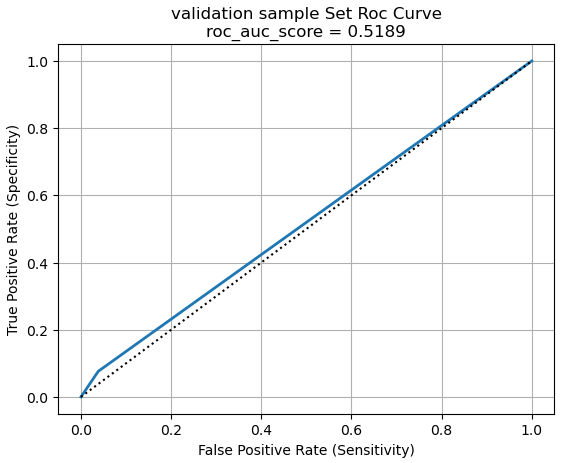 validation sample Set Roc Curve
roc_auc_score = 0.5189
1.0
0.8
0.6
0.4
0.2
0.0
True Positive Rate (Specificity)
0.0 0.2 0.4 0.6 0.8 1.0
False Positive Rate (Sensitivity)